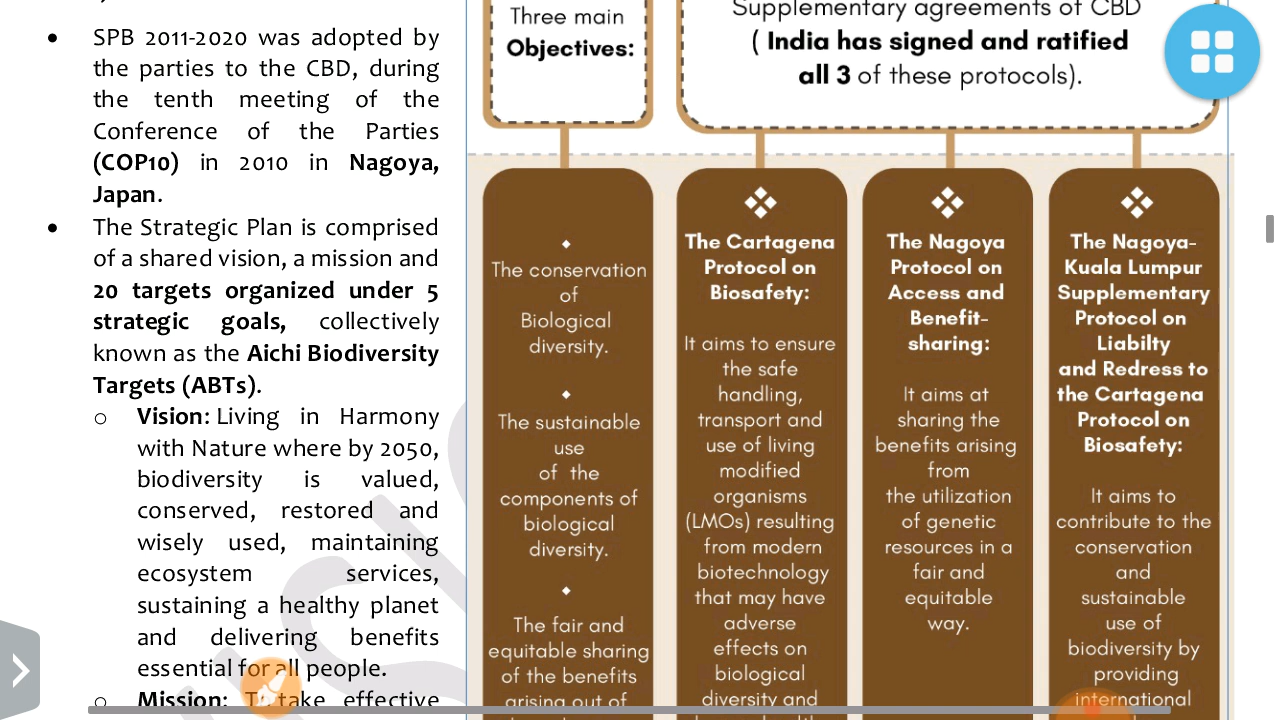 SPB 2011-2020 was adopted by
the parties to the CBD, during
the tenth meeting of the
Conference of the Parties
(COP10) in 2010 in Nagoya,
Japan.
The Strategic Plan is comprised
of a shared vision, a mission and
20 targets organized under 5
strategic goals, collectively
known as the Aichi Biodiversity
Targets (ABTs).
Vision: Living in Harmony
with Nature where by 2050,
biodiversity is valued,
conserved, restored and
wisely used, maintaining
ecosystem services,
sustaining a healthy planet
and delivering benefits
essential for all people.
Mission: To take effective
Three main
Objectives:
Supplementary agreements of CBD
( India has signed and ratified
all 3 of these protocols).
The conservation
of
Biological
diversity.
The sustainable
use
of the
components of
biological
diversity.
The fair and
equitable sharing
of the benefits
arising out of
The Cartagena
Protocol on
Biosafety:
It aims to ensure
the safe
handling,
transport and
use of living
modified
organisms
(LMOs) resulting
from modern
biotechnology
that may have
adverse
effects on
biological
diversity and
The Nagoya
Protocol on
Access and
Benefit-
sharing:
It aims at
sharing the
benefits arising
from
the utilization
of genetic
resources in a
fair and
equitable
way.
The Nagoya-
Kuala Lumpur
Supplementary
Protocol on
Liabilty
and Redress to
the Cartagena
Protocol on
Biosafety:
It aims to
contribute to the
conservation
and
sustainable
use of
biodiversity by
providing
international